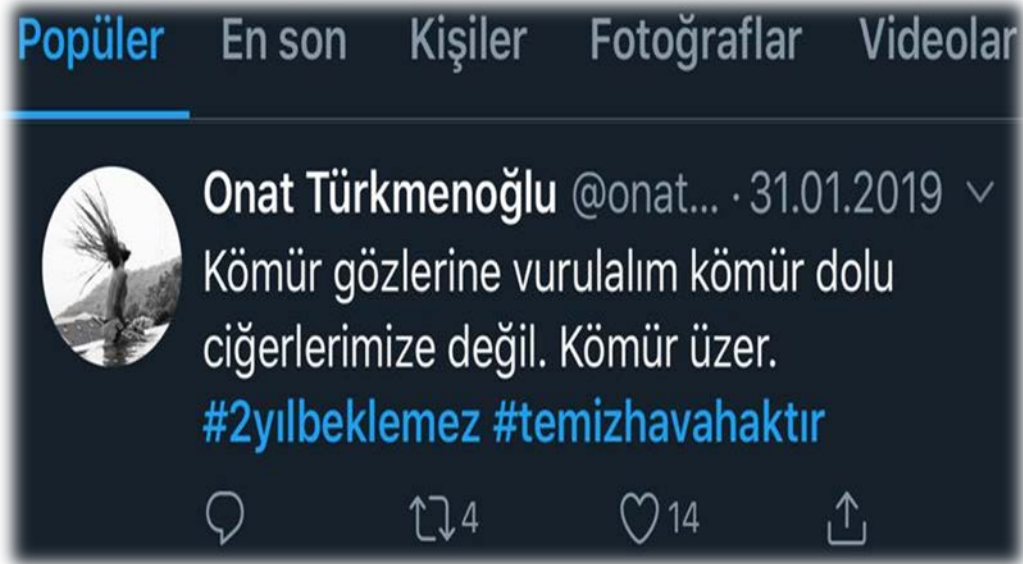 Popüler En son Kişiler Fotoğraflar Videolar
Onat Türkmenoğlu @onat... · 31.01.2019
Kömür gözlerine vurulalım kömür dolu
ciğerlerimize değil. Kömür üzer.
#2yılbeklemez #temizhavahaktır
4 14